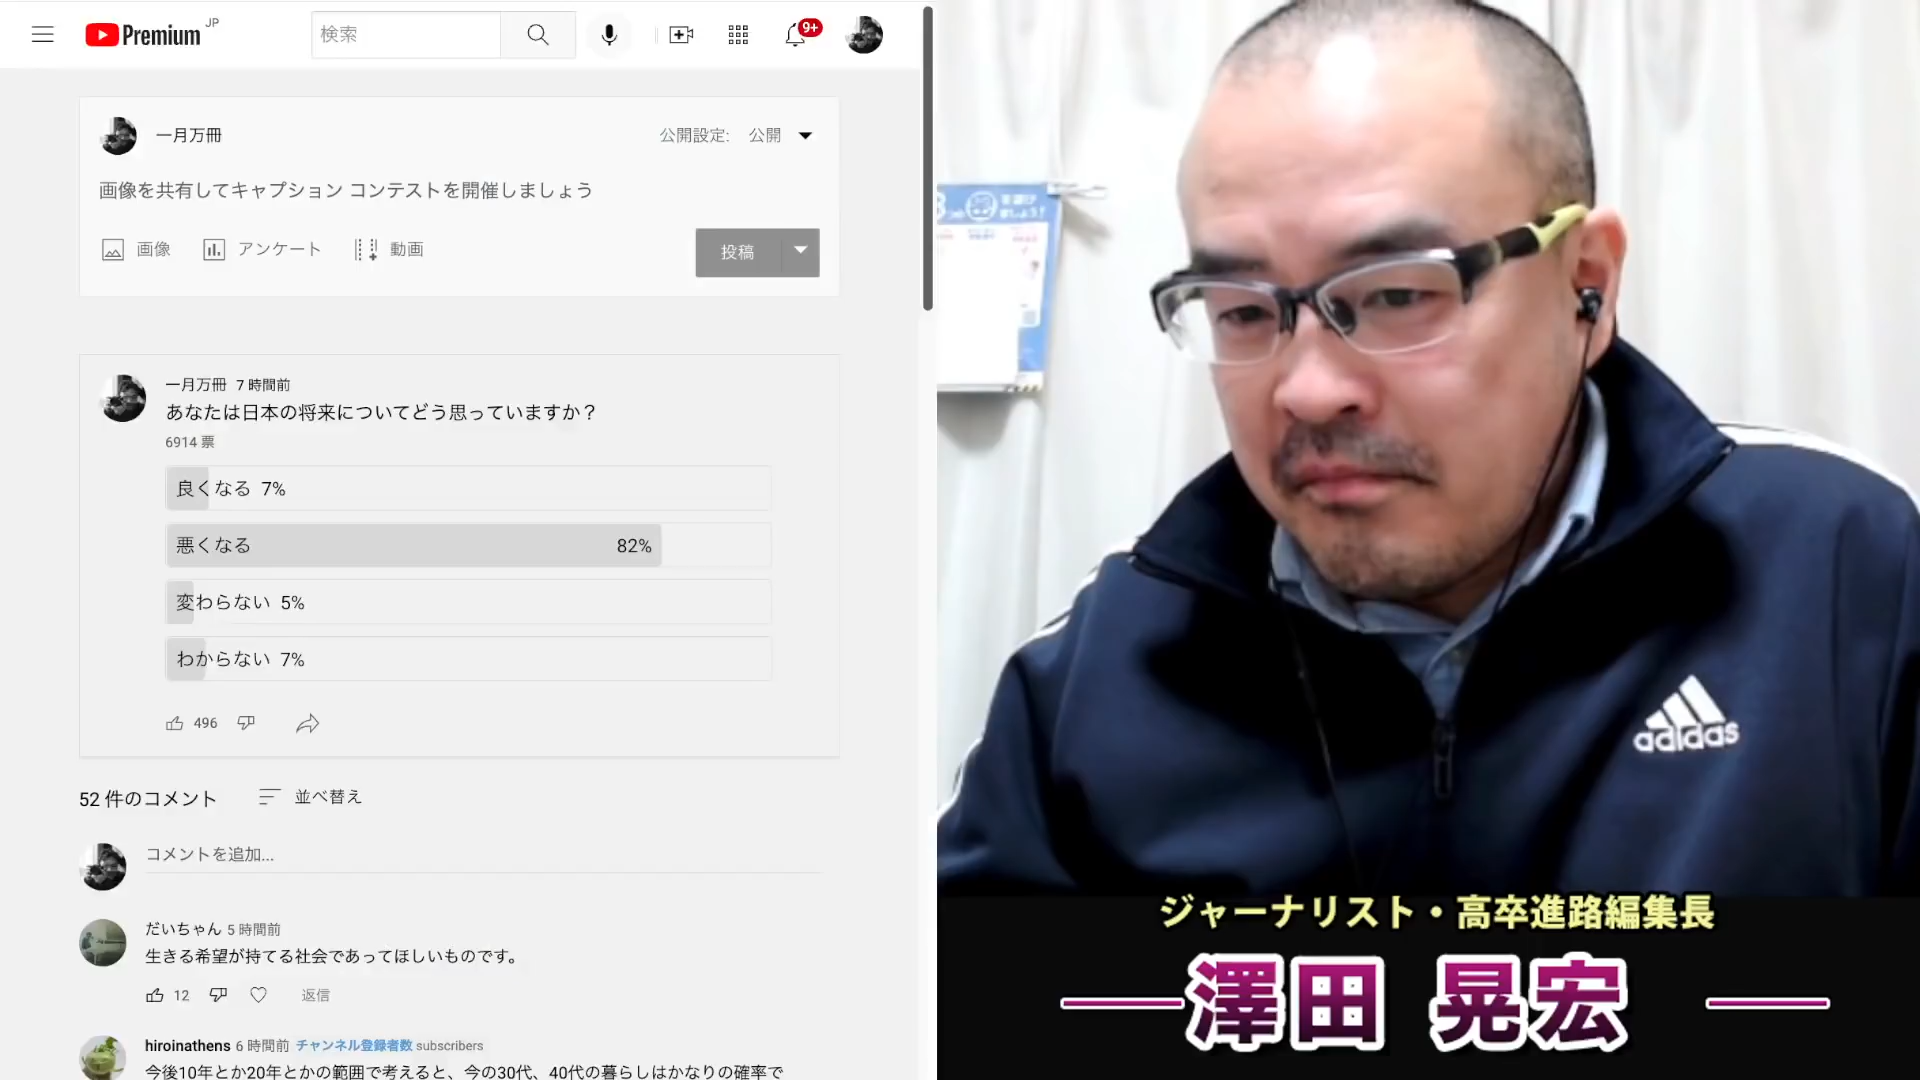 Premium JP
検索
9+
一月万冊
公開設定: 公開
画像を共有してキャプション コンテストを開催しましょう
画像 アンケート 動画
投稿
一月万冊 7 時間前
あなたは日本の将来についてどう思っていますか？
6914 票
良くなる 7%
悪くなる 82%
変わらない 5%
わからない 7%
496
52 件のコメント 並べ替え
コメントを追加...
だいちゃん 5 時間前
生きる希望が持てる社会であってほしいものです。
12 返信
hiroinathens 6 時間前 チャンネル登録者数 subscribers
今後10年とか20年とかの範囲で考えると、今の30代、40代の暮らしはかなりの確率で
adidas
ジャーナリスト・高卒進路編集長
澤田 晃宏